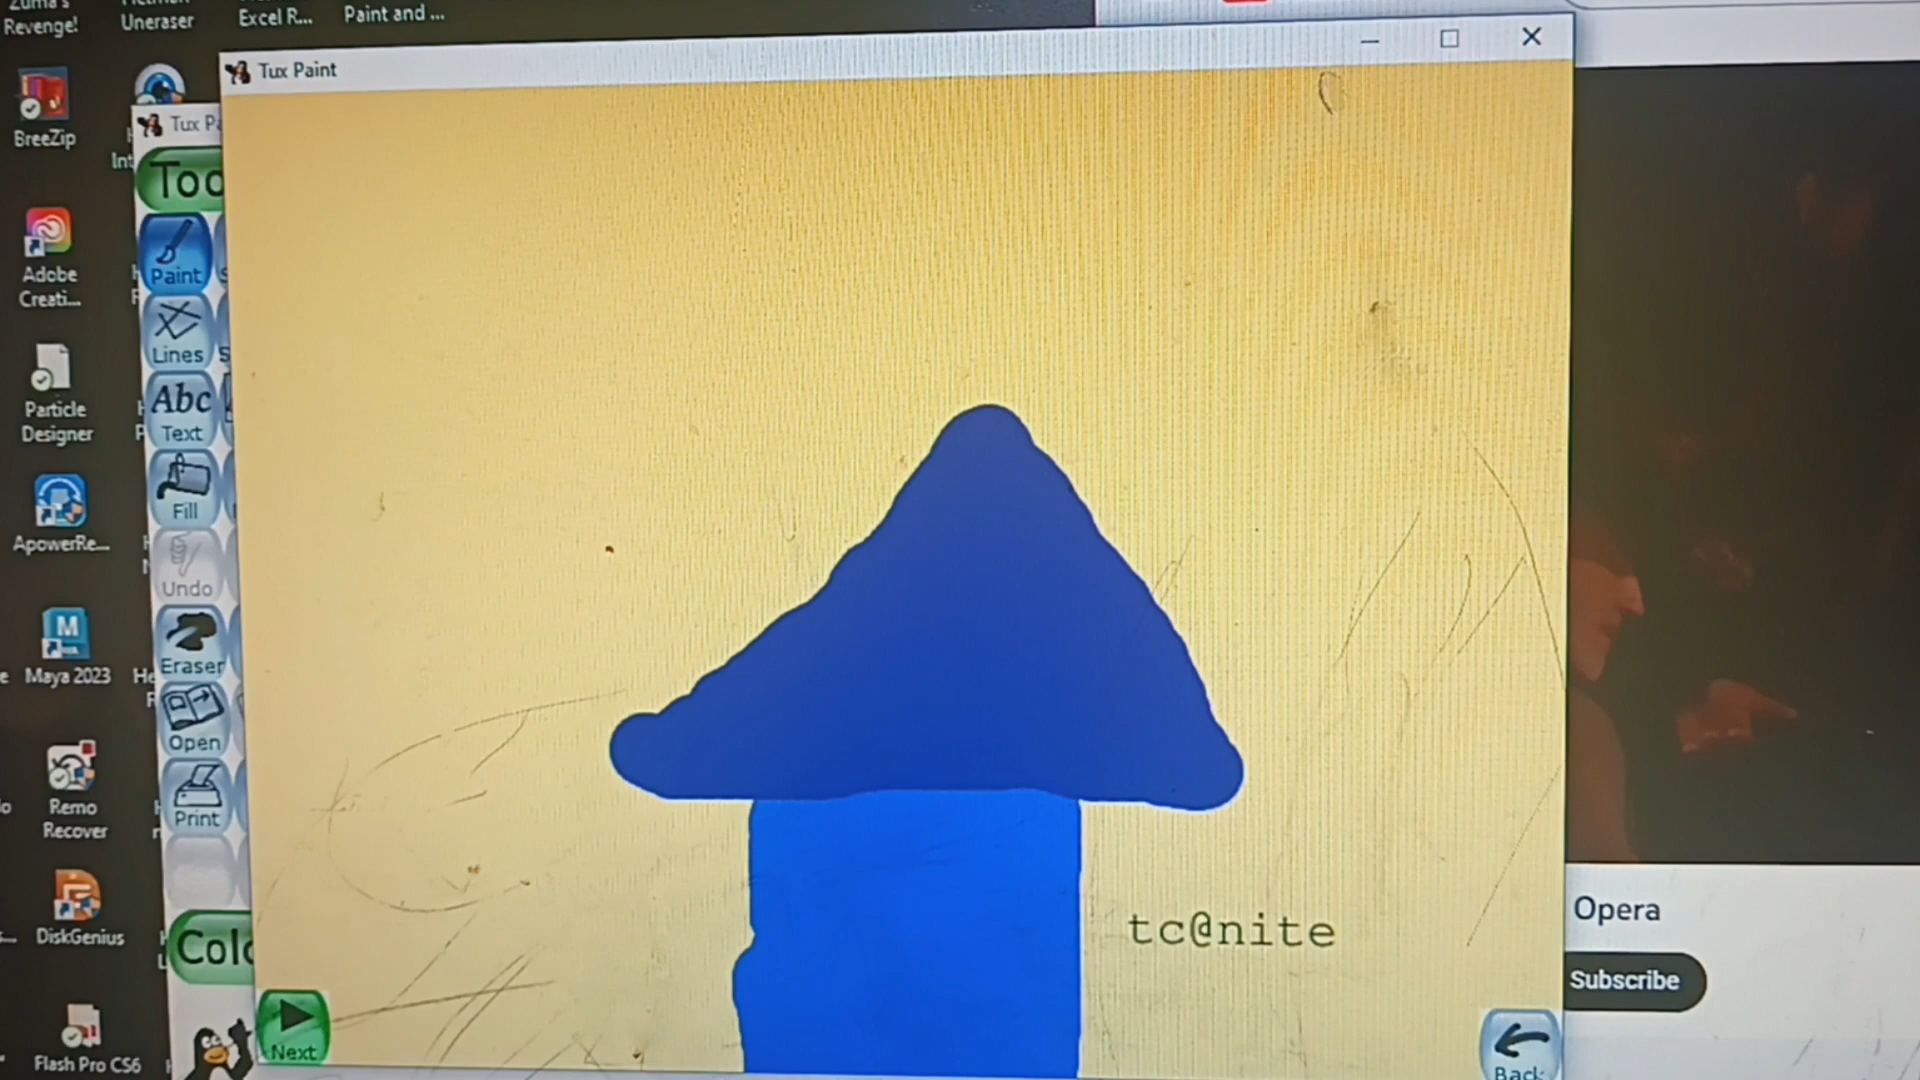 Revenge!
Uneraser
Excel R...
Paint and ...
Tux Paint
BreeZip
Tux
Adobe
Creati...
Particle
Designer
ApowerRe...
Maya 2023
Remo
Recover
DiskGenius
Flash Pro CS6
Paint
Lines
Abc
Text
Fill
Undo
Eraser
Open
Print
tc@nite
Next
Back
Opera
Subscribe